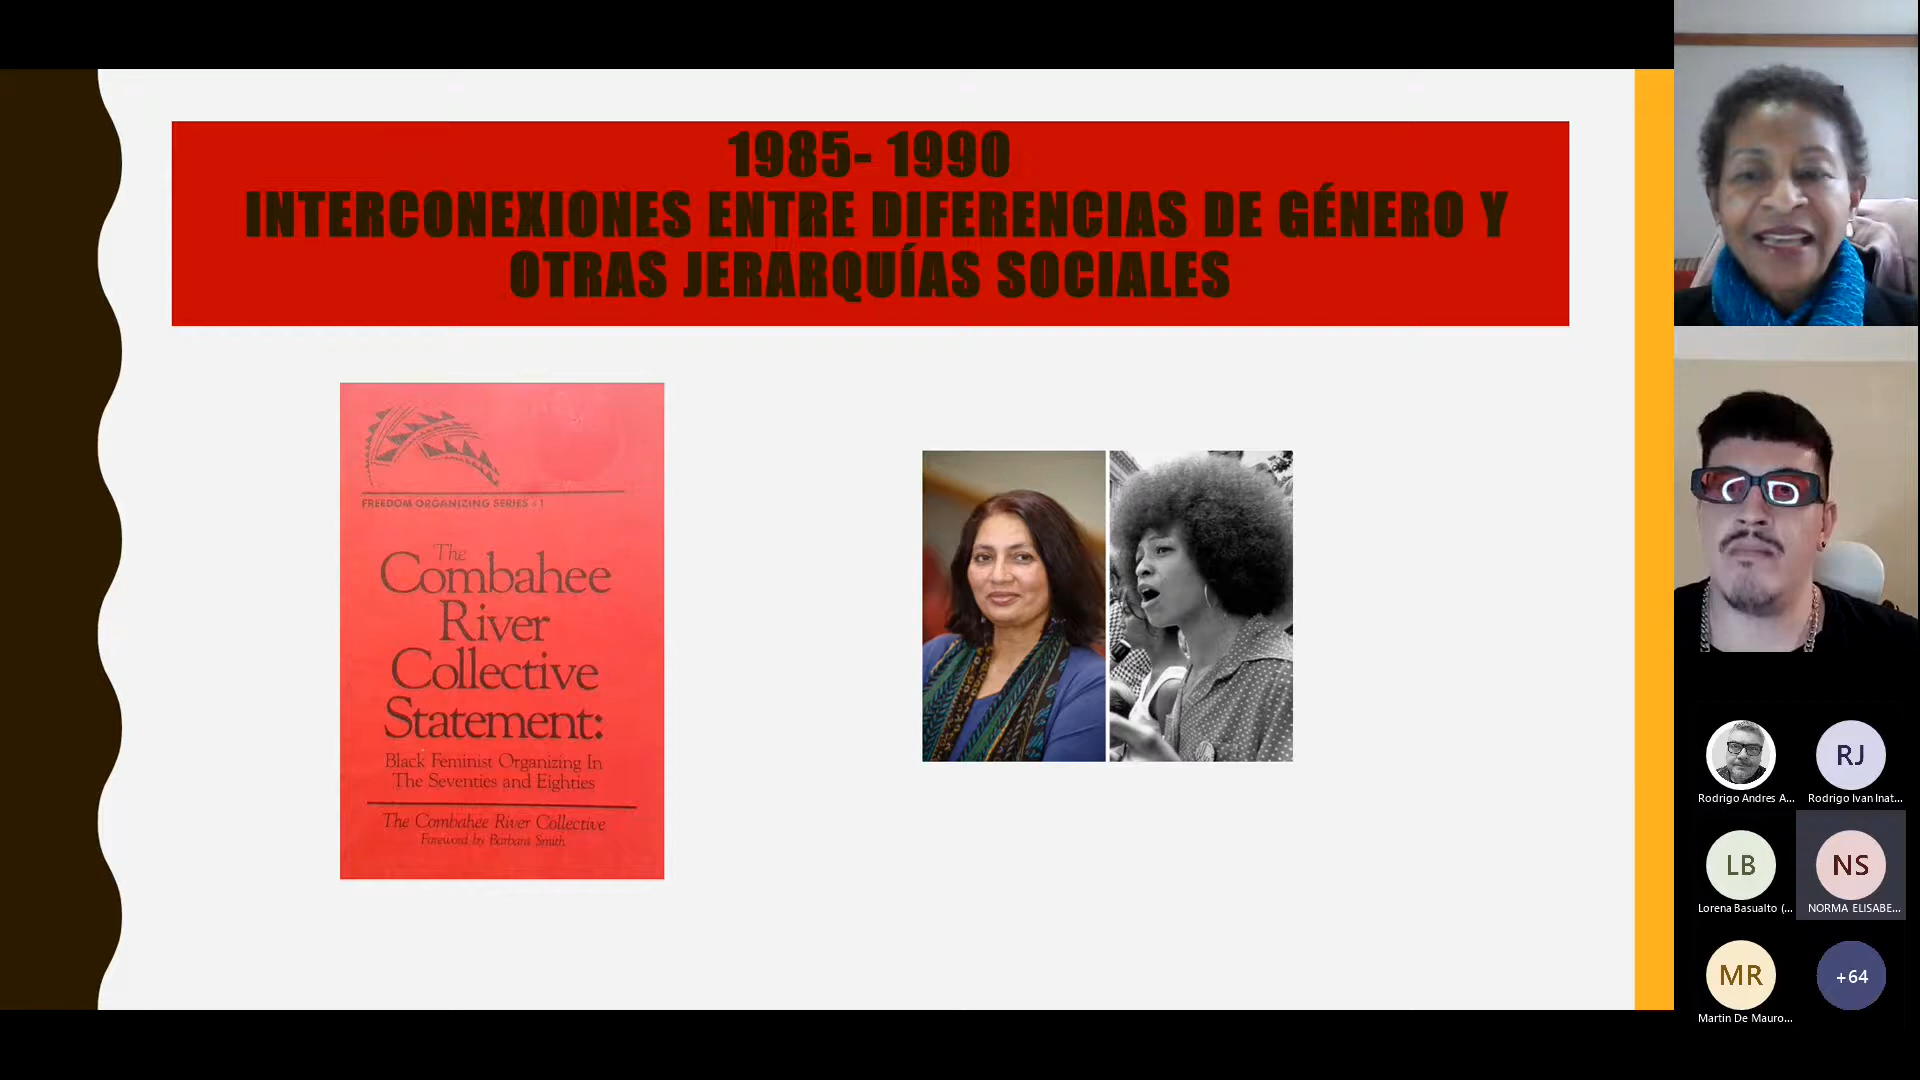 1985- 1990
INTERCONEXIONES ENTRE DIFERENCIAS DE GÉNERO Y
OTRAS JERARQUÍAS SOCIALES
FREEDOM ORGANIZING SERIES #1
The
Combahee
River
Collective
Statement:
Black Feminist Organizing In
The Seventies and Eighties
The Combahee River Collective
Foreword by Barbara Smith
Rodrigo Andres A...
RJ
Rodrigo Ivan Inat...
LB
Lorena Basualto (...
NS
NORMA ELISABE...
MR
Martin De Mauro...
+64